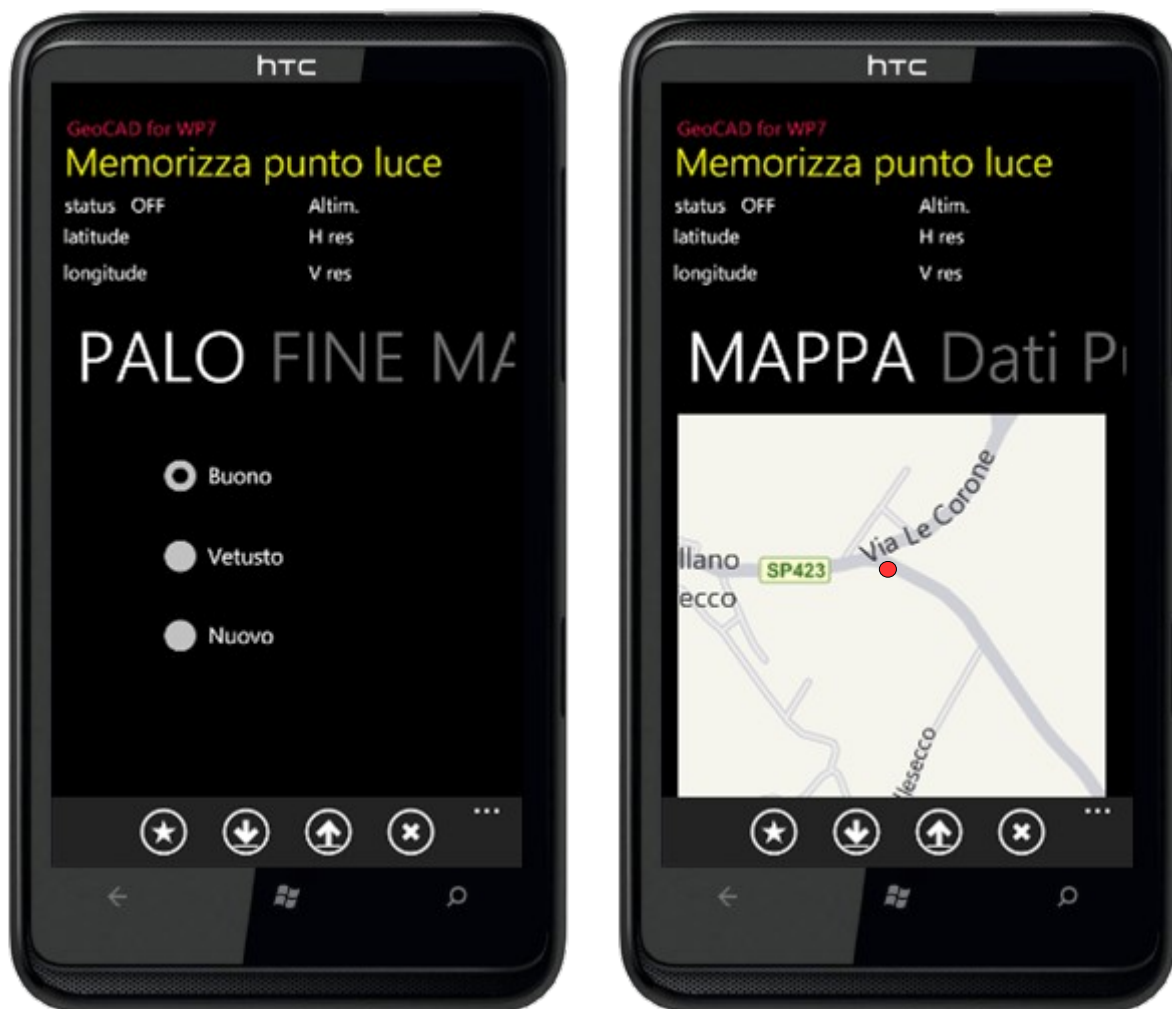 hTC
GeoCAD for WP7
Memorizza punto luce
status OFF Altim.
latitude H res
longitude V res
PALO FINE MA
Buono
Vetusto
Nuovo
hTC
GeoCAD for WP7
Memorizza punto luce
status OFF Altim.
latitude H res
longitude V res
MAPPA Dati P
Via Le Corone
llano
SP423
ecco
llesecco